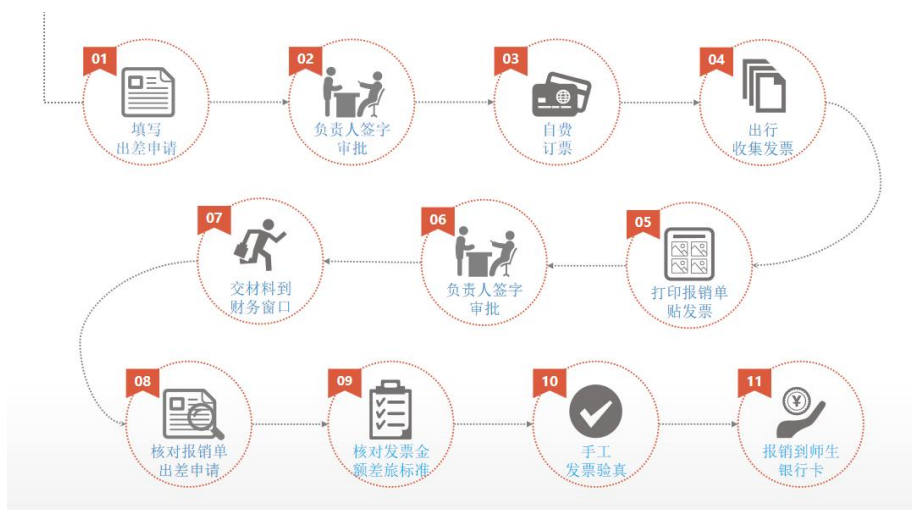 01
填写
出差申请
02
负责人签字
审批
03
自费
订票
04
出行
收集发票
05
打印报销单
贴发票
06
负责人签字
审批
07
交材料到
财务窗口
08
核对报销单
出差申请
09
核对发票金
额差旅标准
10
手工
发票验真
11
¥
报销到师生
银行卡